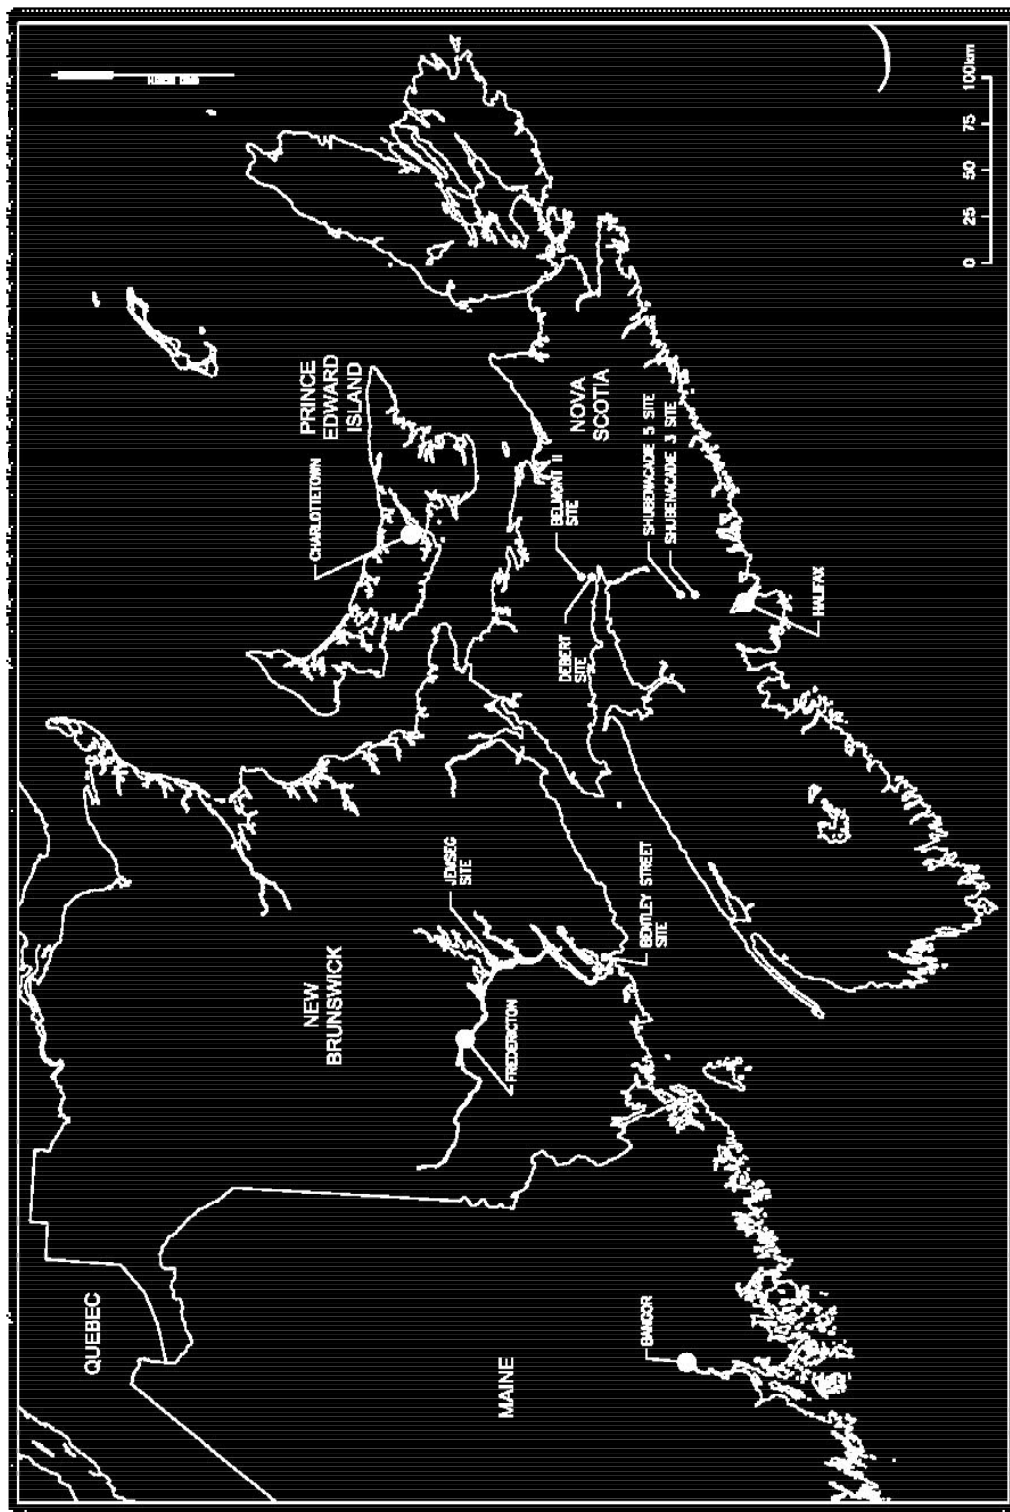 QUEBEC
MAINE
BANGOR
NEW
BRUNSWICK
FREDERICTON
JEMSEG
SITE
BENTLEY STREET
SITE
PRINCE
EDWARD
ISLAND
CHARLOTTETOWN
NOVA
SCOTIA
BELMONT II
SITE
DEBERT
SITE
SHUBENACADIE 5 SITE
SHUBENACADIE 3 SITE
HALIFAX
0 25 50 75 100km